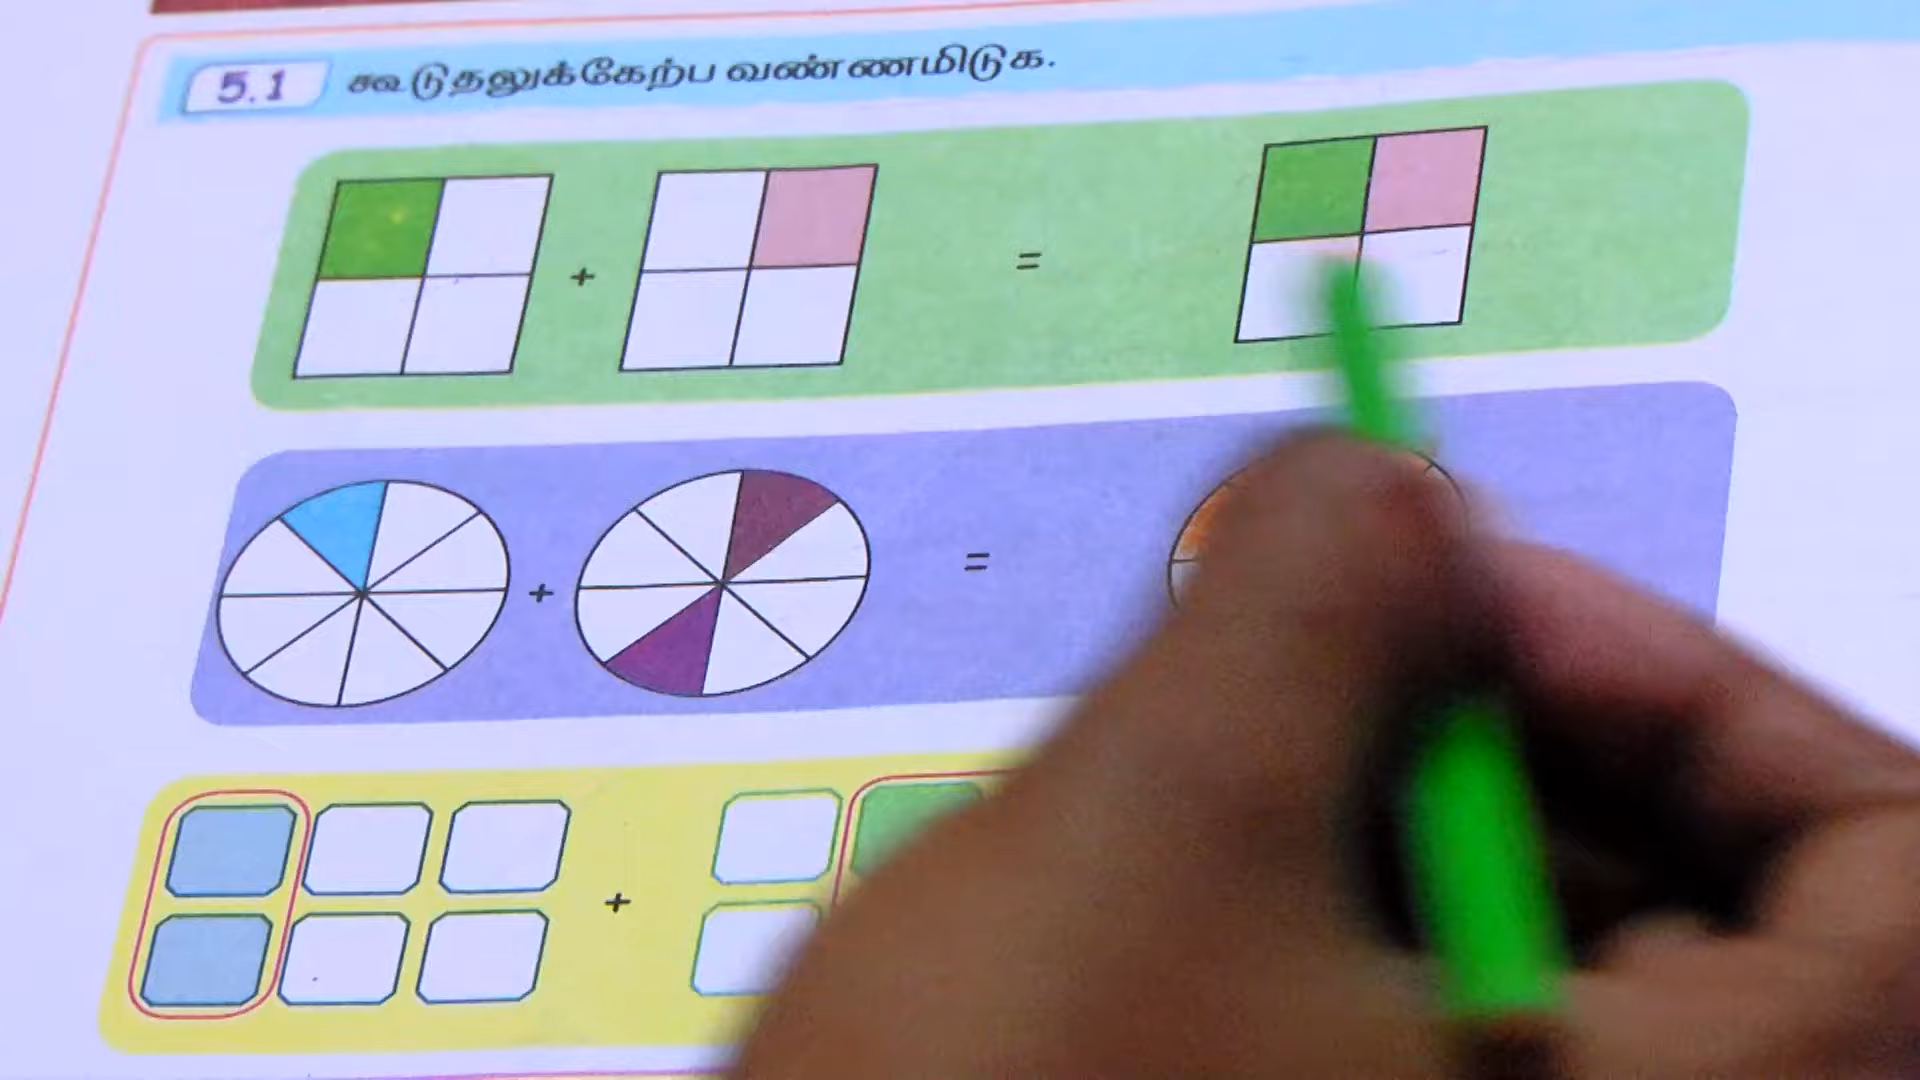 5.1 கூடுதலுக்கேற்ப வண்ணமிடுக.
+ =
+ =
+